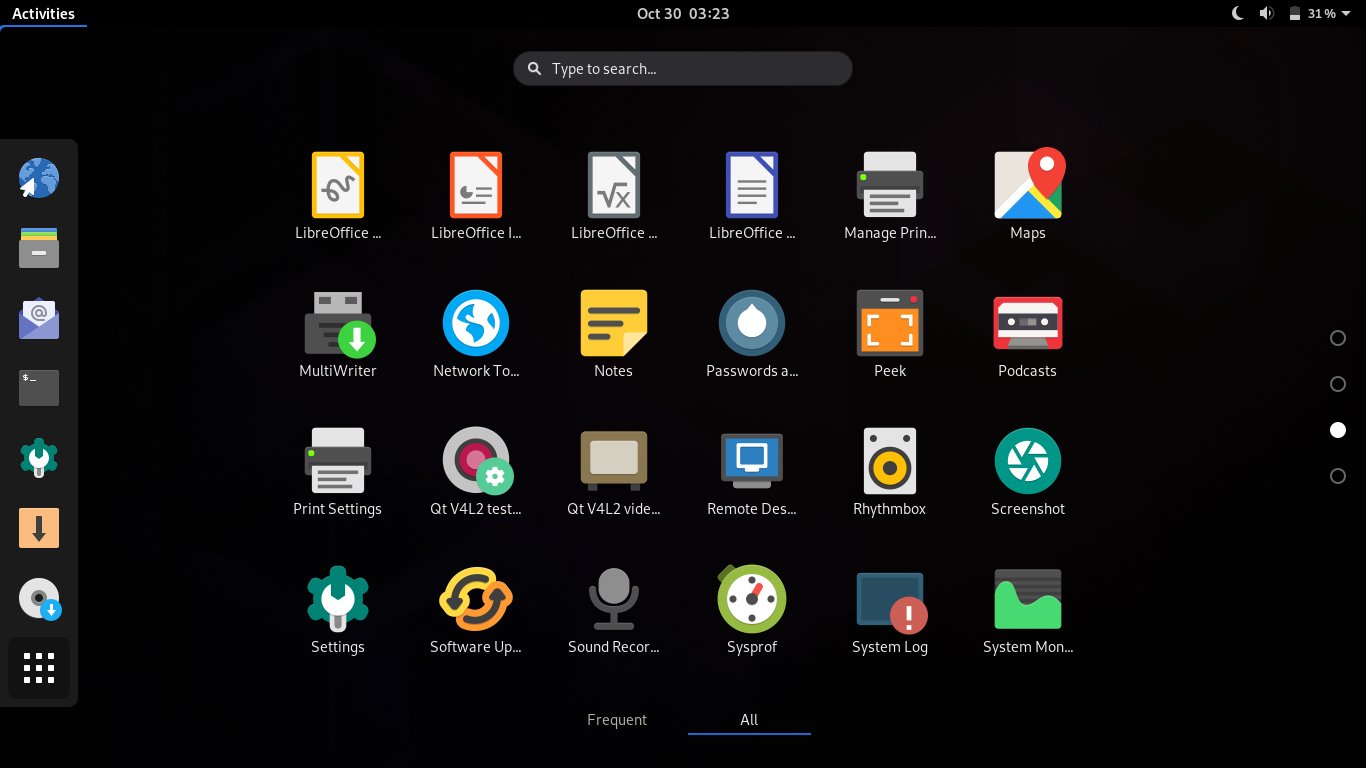 Activities
Oct 30 03:23
31 %
Type to search...
LibreOffice ...
LibreOffice I...
LibreOffice ...
LibreOffice ...
Manage Prin...
Maps
MultiWriter
Network To...
Notes
Passwords a...
Peek
Podcasts
Print Settings
Qt V4L2 test...
Qt V4L2 vide...
Remote Des...
Rhythmbox
Screenshot
Settings
Software Up...
Sound Recor...
Sysprof
System Log
System Mon...
Frequent
All